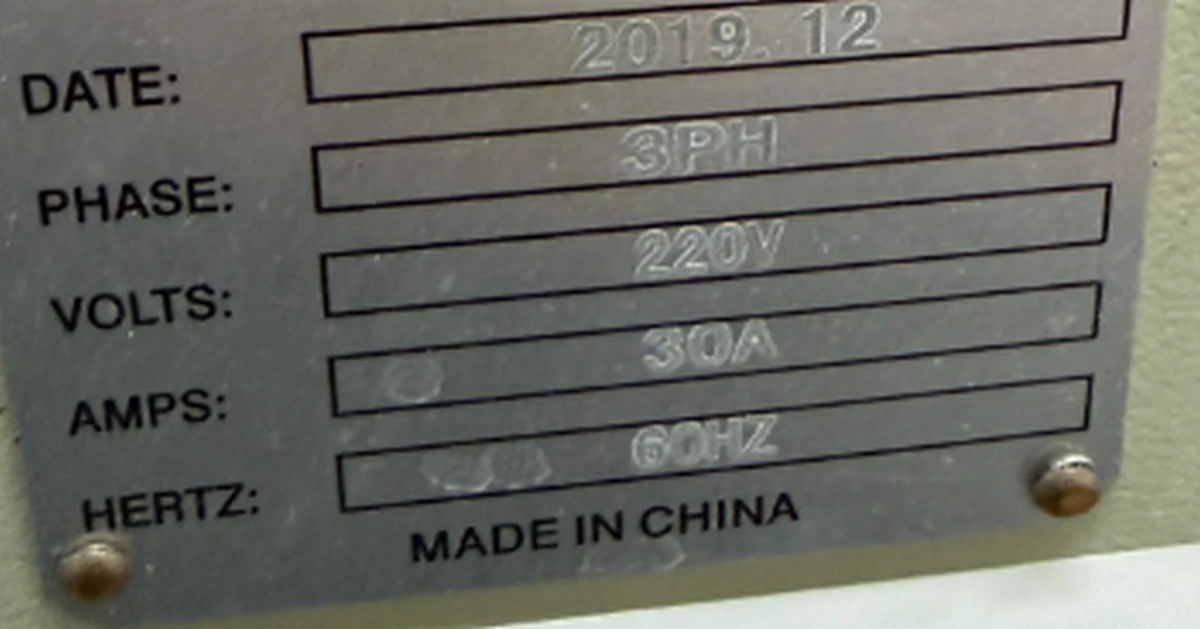 DATE: 2019. 12
PHASE: 3PH
VOLTS: 220V
AMPS: 30A
HERTZ: 60HZ
MADE IN CHINA